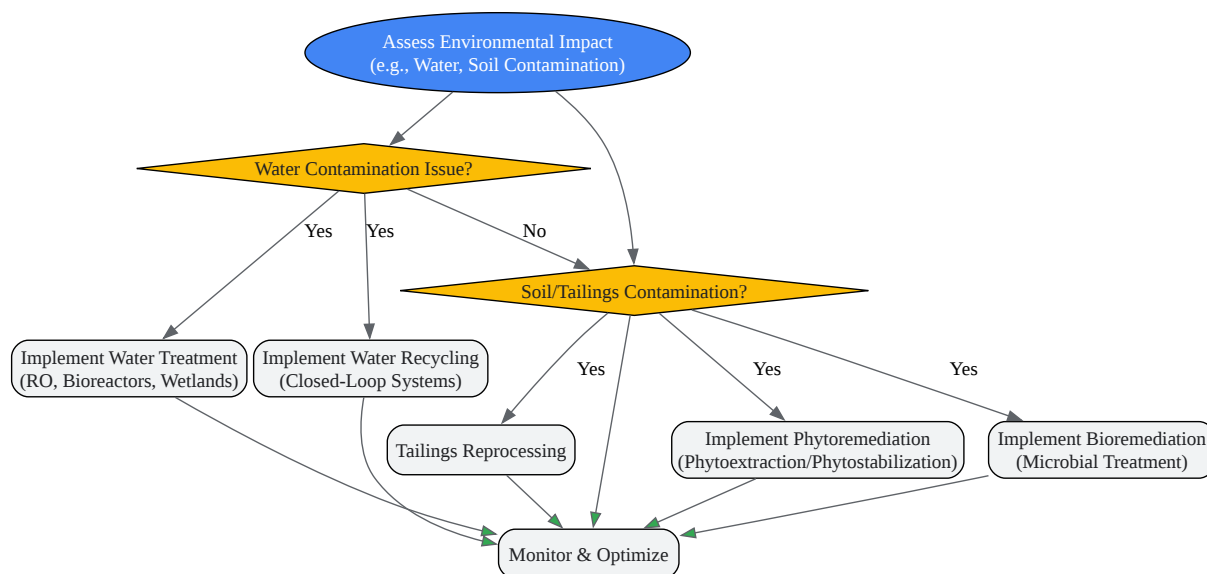 Assess Environmental Impact
(e.g., Water, Soil Contamination)
Water Contamination Issue?
Yes
Yes
No
Soil/Tailings Contamination?
Implement Water Treatment
(RO, Bioreactors, Wetlands)
Implement Water Recycling
(Closed-Loop Systems)
Yes
Yes
Yes
Tailings Reprocessing
Implement Phytoremediation
(Phytoextraction/Phytostabilization)
Implement Bioremediation
(Microbial Treatment)
Monitor & Optimize